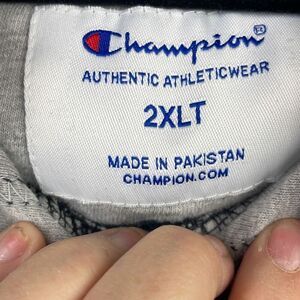 Champion
AUTHENTIC ATHLETICWEAR
2XLT
MADE IN PAKISTAN
CHAMPION.COM